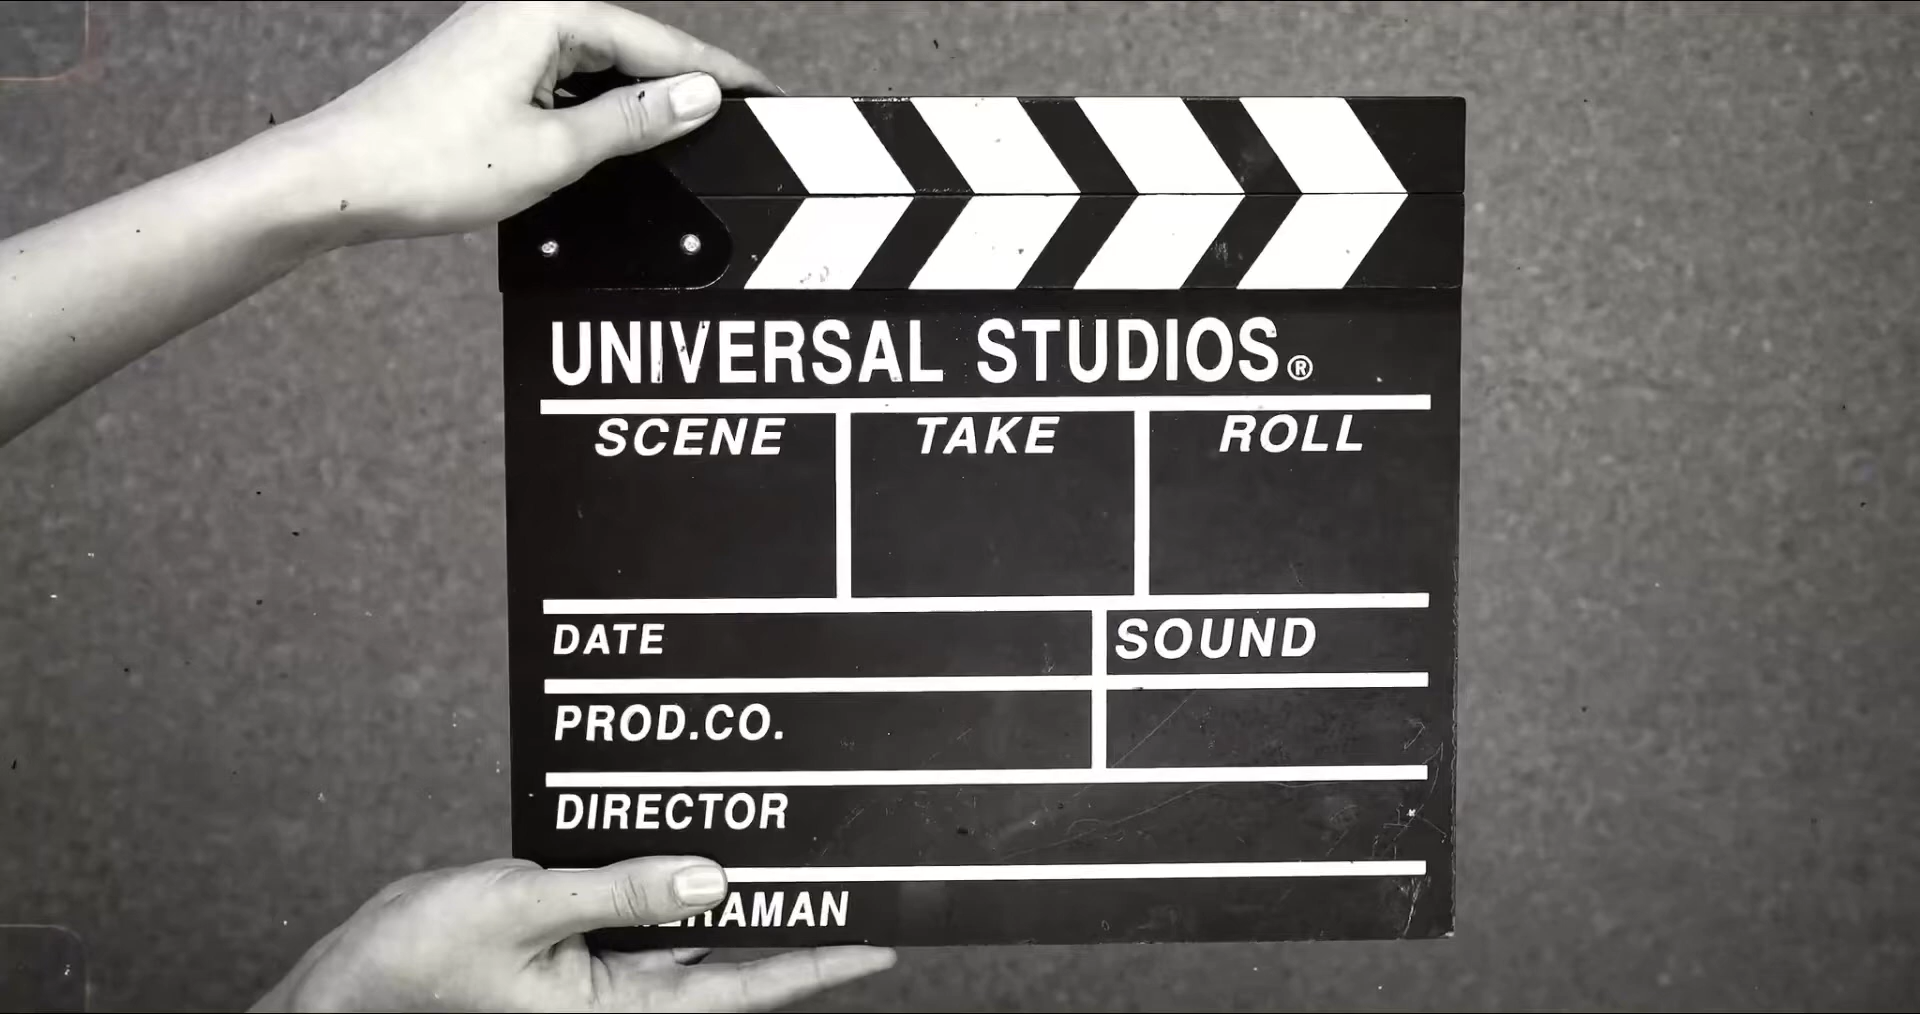 UNIVERSAL STUDIOS®
SCENE TAKE ROLL
DATE SOUND
PROD.CO.
DIRECTOR